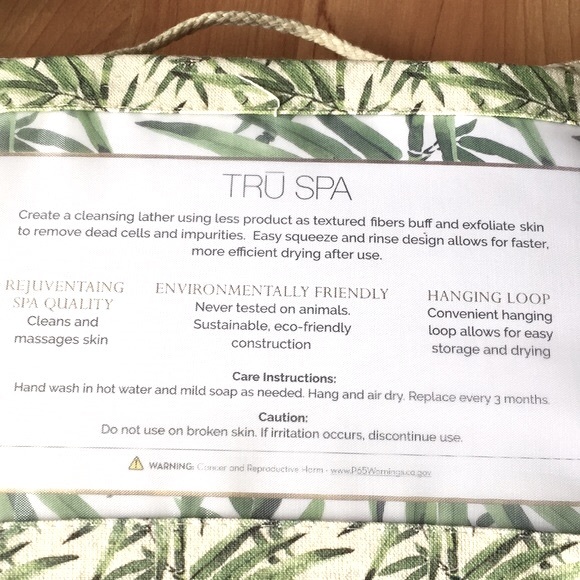 TRŪ SPA
Create a cleansing lather using less product as textured fibers buff and exfoliate skin
to remove dead cells and impurities. Easy squeeze and rinse design allows for faster,
more efficient drying after use.
REJUVENTAING
SPA QUALITY
Cleans and
massages skin
ENVIRONMENTALLY FRIENDLY
Never tested on animals.
Sustainable, eco-friendly
construction
HANGING LOOP
Convenient hanging
loop allows for easy
storage and drying
Care Instructions:
Hand wash in hot water and mild soap as needed. Hang and air dry. Replace every 3 months.
Caution:
Do not use on broken skin. If irritation occurs, discontinue use.
WARNING: Cancer and Reproductive Harm - www.P65Warnings.ca.gov